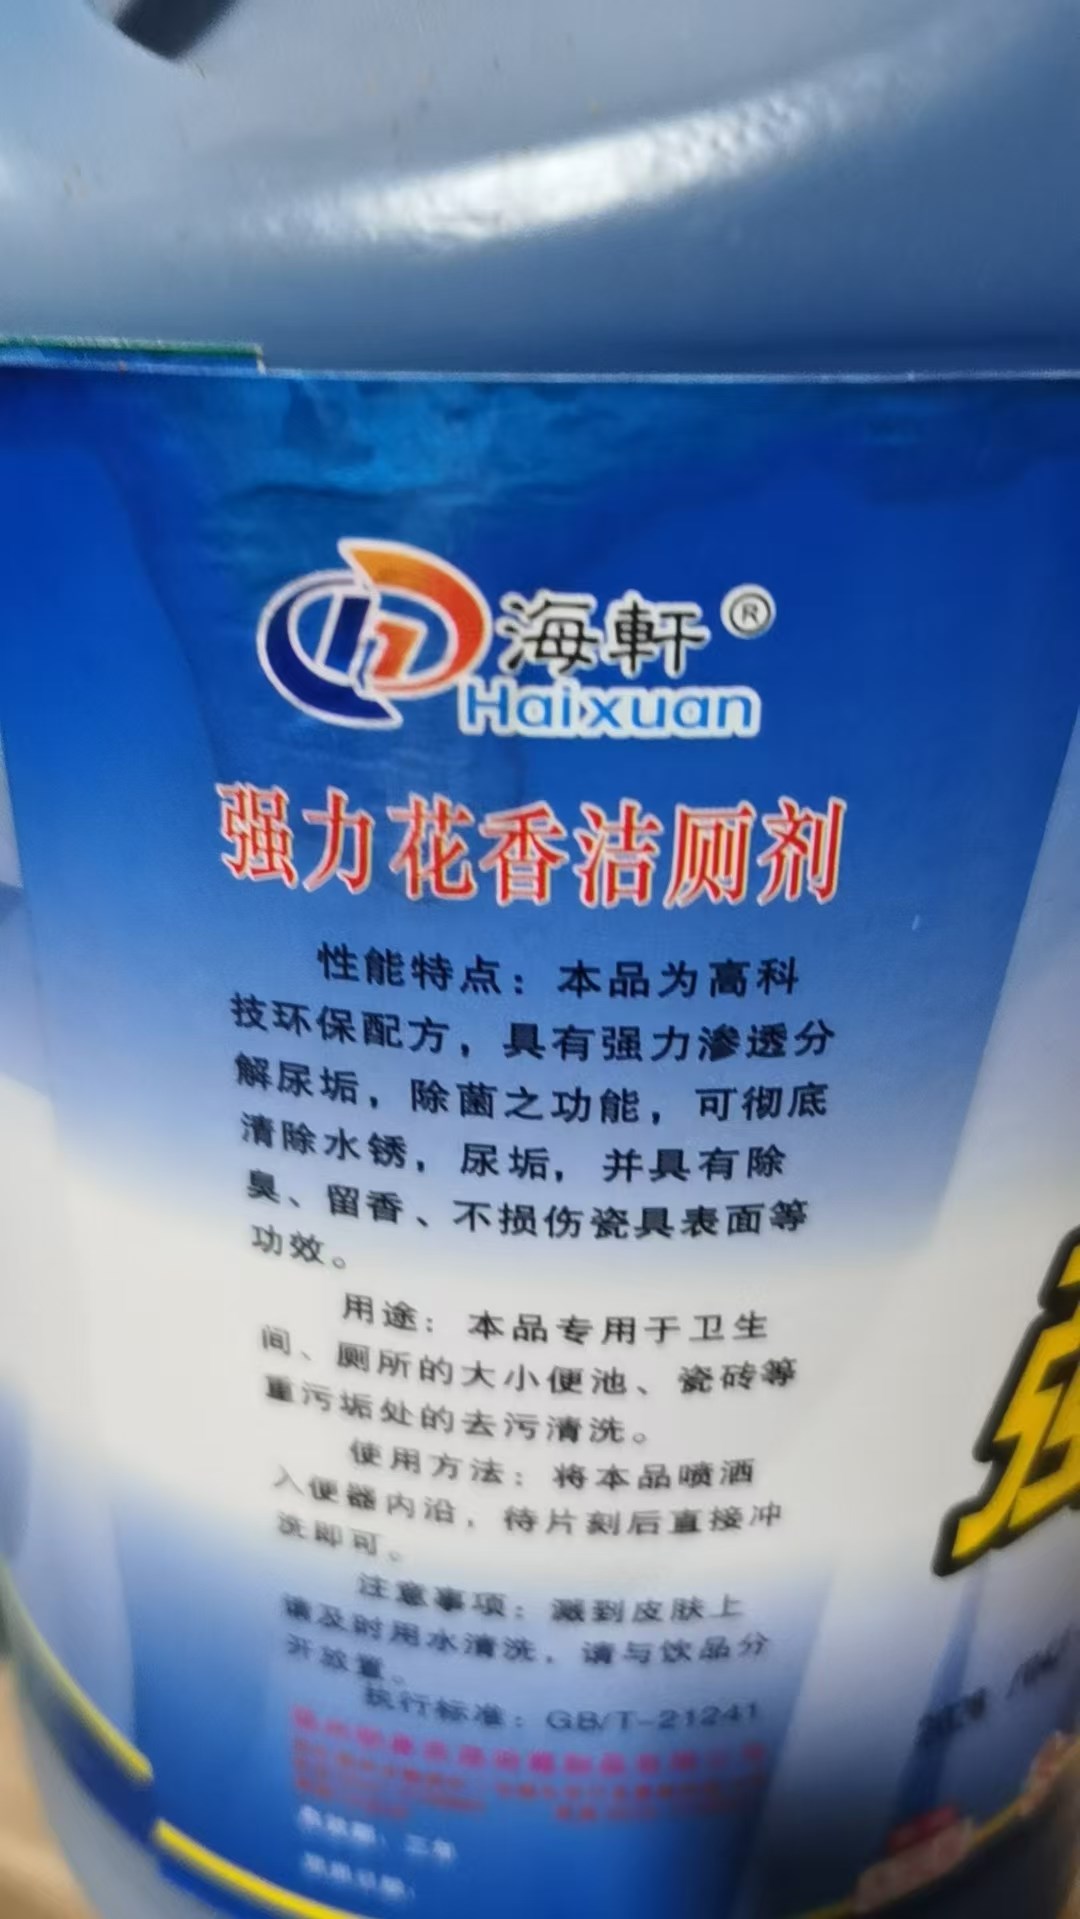 海軒®
Haixuan
强力花香洁厕剂
性能特点：本品为高科
技环保配方，具有强力渗透分
解尿垢，除菌之功能，可彻底
清除水锈，尿垢，并具有除
臭、留香、不损伤瓷具表面等
功效。
用途：本品专用于卫生
间、厕所的大小便池、瓷砖等
重污垢处的去污清洗。
使用方法：将本品喷洒
入便器内沿，待片刻后直接冲
洗即可。
注意事项：溅到皮肤上
请及时用水清洗，请与饮品分
开放置。
执行标准：GB/T-21241